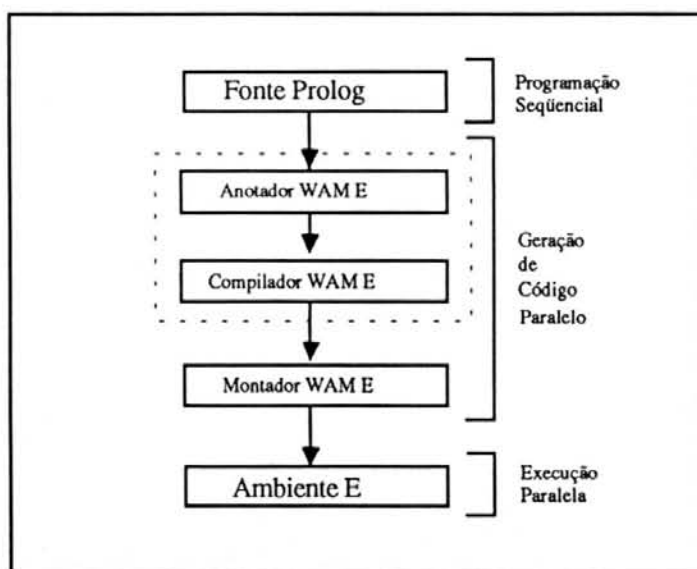 Fonte Prolog
Programação
Seqüencial
Anotador WAM E
Compilador WAM E
Geração
de
Código
Paralelo
Montador WAM E
Ambiente E
Execução
Paralela